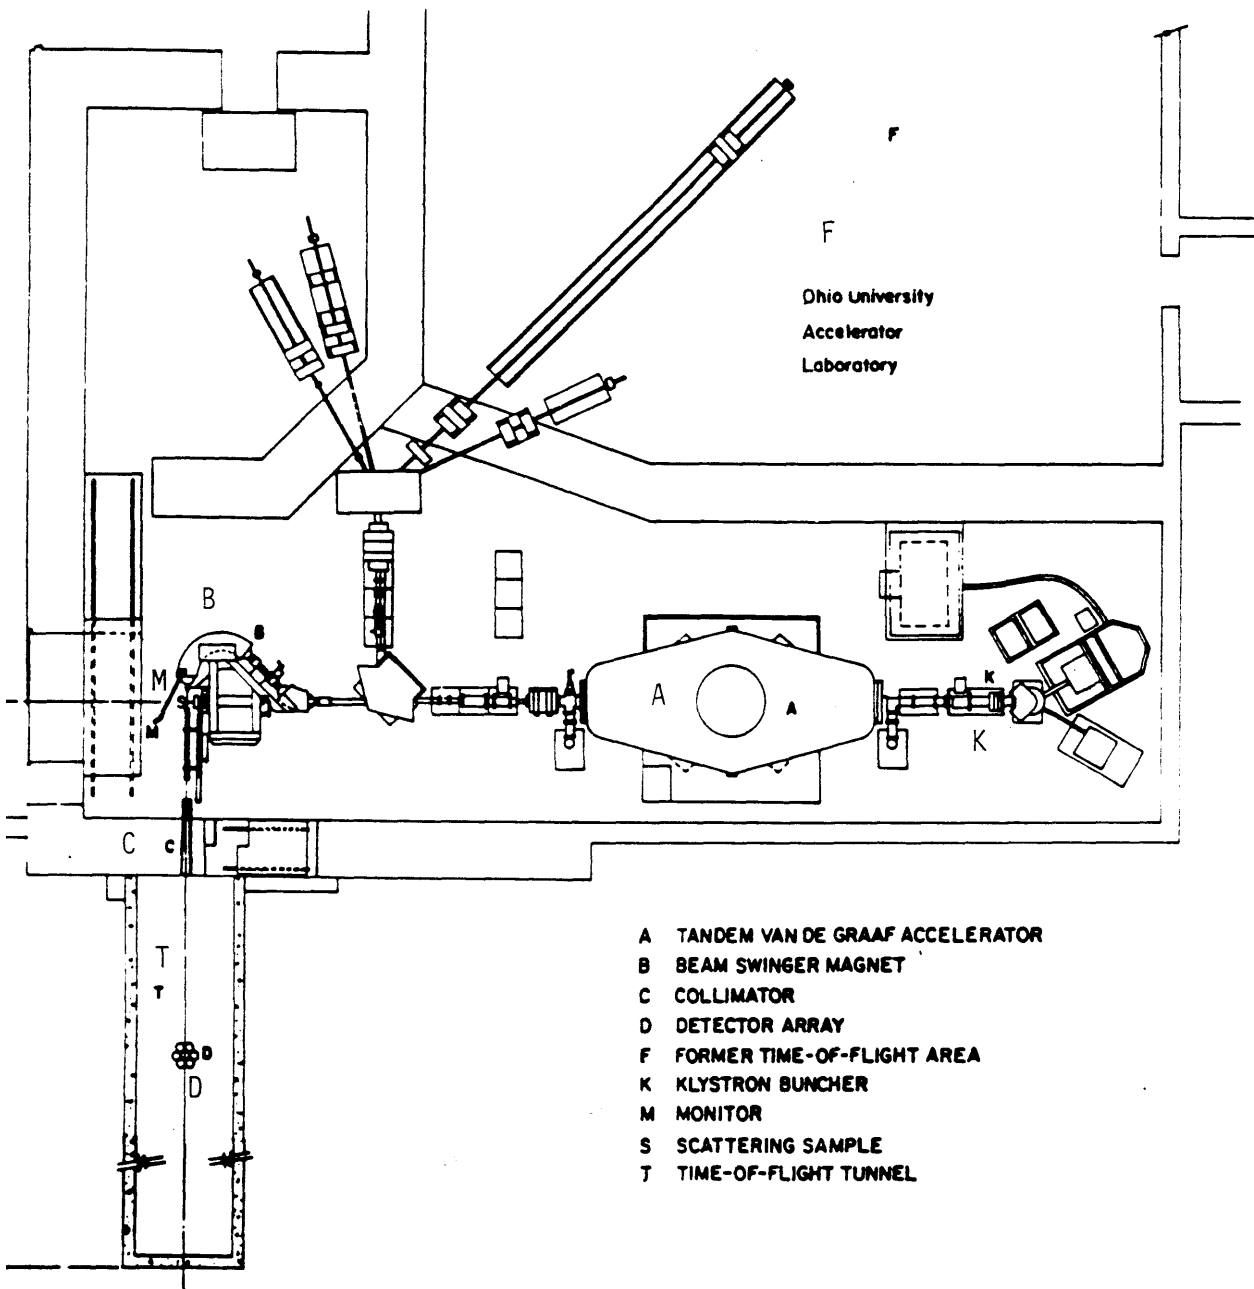 F
F
Ohio University
Accelerator
Laboratory
B
B
M
S
M
A
A
K
K
C
C
T
T
D
D
A TANDEM VAN DE GRAAF ACCELERATOR
B BEAM SWINGER MAGNET
C COLLIMATOR
D DETECTOR ARRAY
F FORMER TIME-OF-FLIGHT AREA
K KLYSTRON BUNCHER
M MONITOR
S SCATTERING SAMPLE
T TIME-OF-FLIGHT TUNNEL